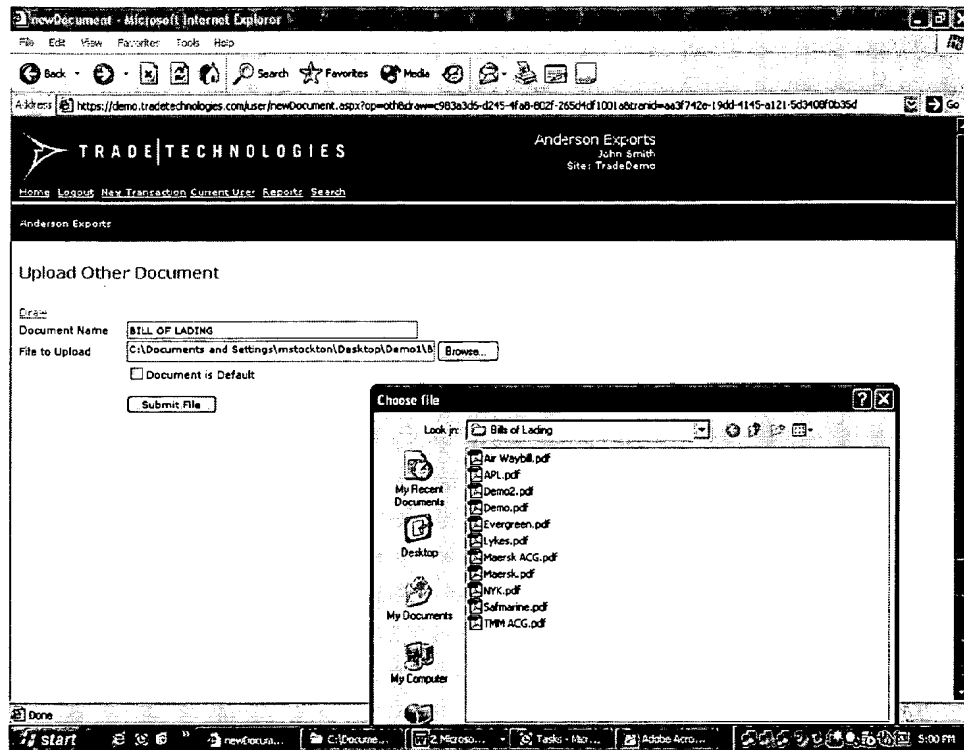 newDocument - Microsoft Internet Explorer
File Edit View Favorites Tools Help
Back Search Favorites Media
Address https://demo.tradetechnologies.com/user/newDocument.aspx?op=oth&draw=c983a3d6-d245-4fa8-802f-265d4df1001a&tranid=aa3f742e-19dd-4145-a121-5d3408f0b35d Go
TRADE|TECHNOLOGIES
Anderson Exports
John Smith
Site: TradeDemo
Home Logout New Transaction Current User Reports Search
Anderson Exports
Upload Other Document
Draw
Document Name BILL OF LADING
File to Upload C:\Documents and Settings\mstockton\Desktop\Demo1\B Browse...
Document is Default
Submit File
Choose file
Look in: Bills of Lading
Air Waybill.pdf
APL.pdf
Demo2.pdf
Demo.pdf
Evergreen.pdf
Lykes.pdf
Maersk ACG.pdf
Maersk.pdf
NYK.pdf
Safmarine.pdf
TMM ACG.pdf
My Recent Documents
Desktop
My Documents
My Computer
Done
start newDocum... C:\Docume... 2 Microso... Tasks - Micro... Adobe Acro... 5:00 PM